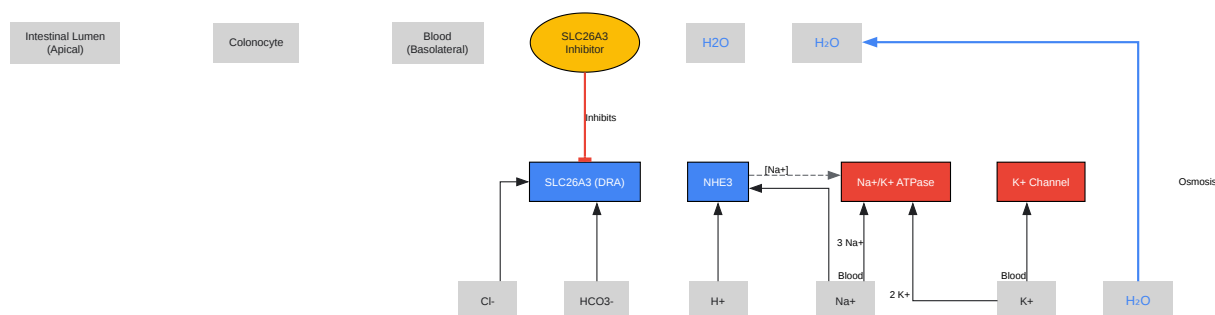 Intestinal Lumen
(Apical)
Colonocyte
Blood
(Basolateral)
SLC26A3
Inhibitor
H2O
H₂O
Inhibits
SLC26A3 (DRA)
NHE3
[Na+]
Na+/K+ ATPase
K+ Channel
Osmosis
3 Na+
Blood
Blood
2 K+
Cl-
HCO3-
H+
Na+
K+
H₂O